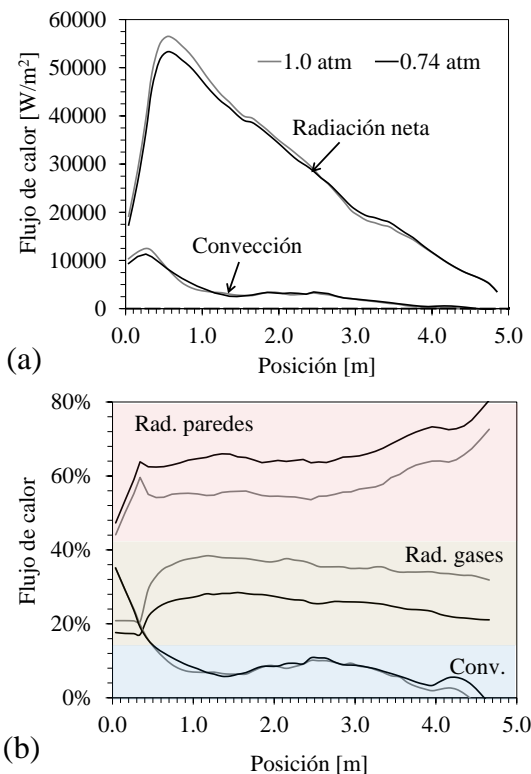 60000
50000
40000
30000
20000
10000
0
Flujo de calor [W/m²]
1.0 atm
0.74 atm
Radiación neta
Convección
0.0 1.0 2.0 3.0 4.0 5.0
Posición [m]
(a)
80%
60%
40%
20%
0%
Flujo de calor
Rad. paredes
Rad. gases
Conv.
0.0 1.0 2.0 3.0 4.0 5.0
Posición [m]
(b)